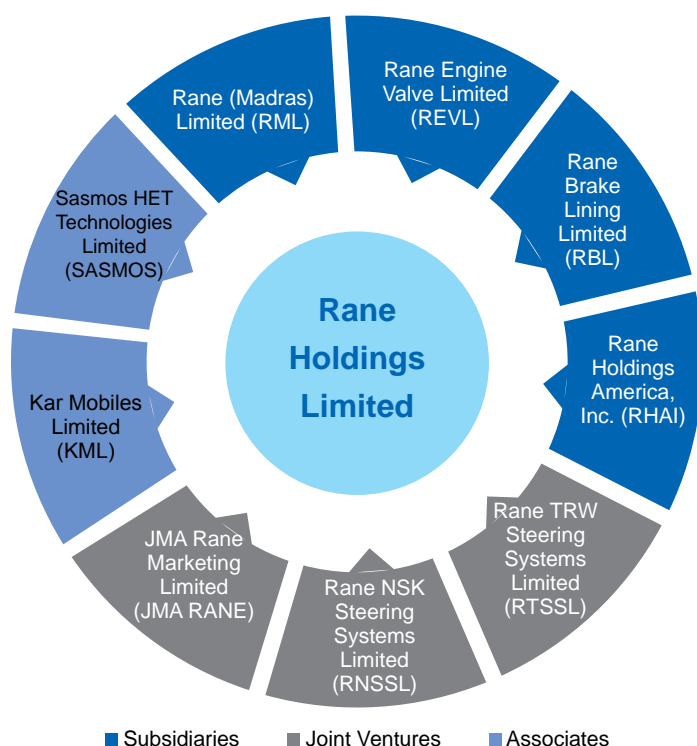 Rane
Holdings
Limited
Rane (Madras)
Limited (RML)
Rane Engine
Valve Limited
(REVL)
Rane
Brake
Lining
Limited
(RBL)
Rane
Holdings
America,
Inc. (RHAI)
Rane TRW
Steering
Systems
Limited
(RTSSL)
Rane NSK
Steering
Systems
Limited
(RNSSL)
JMA Rane
Marketing
Limited
(JMA RANE)
Kar Mobiles
Limited
(KML)
Sasmos HET
Technologies
Limited
(SASMOS)
Subsidiaries Joint Ventures Associates